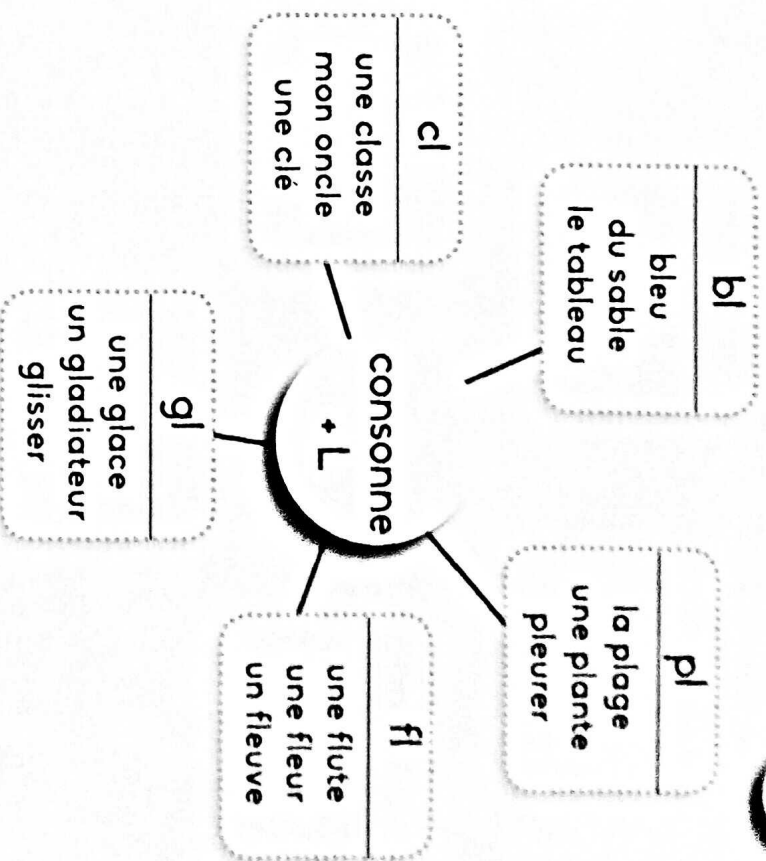 bl
bleu
du sable
le tableau
pl
la plage
une plante
pleurer
cl
une classe
mon oncle
une clé
consonne
+ L
fl
une flute
une fleur
un fleuve
gl
une glace
un gladiateur
glisser